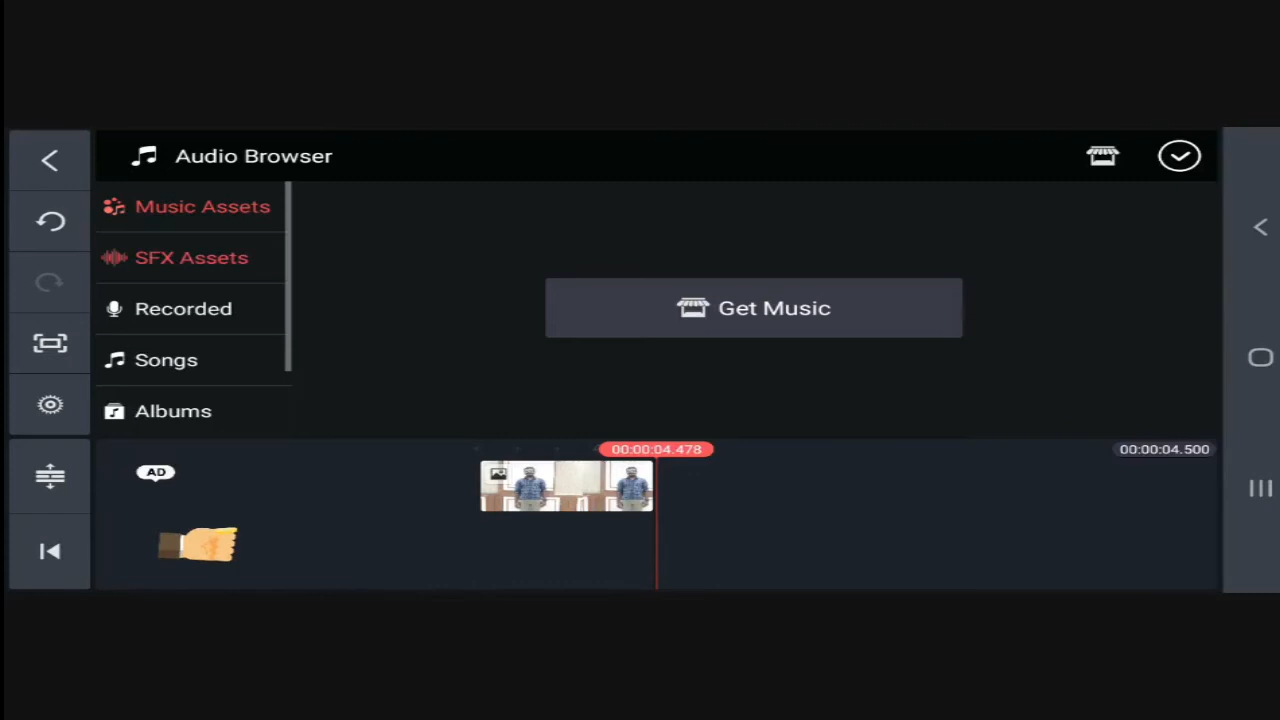 Audio Browser
Music Assets
SFX Assets
Recorded
Get Music
Songs
Albums
00:00:04.478
00:00:04.500
AD